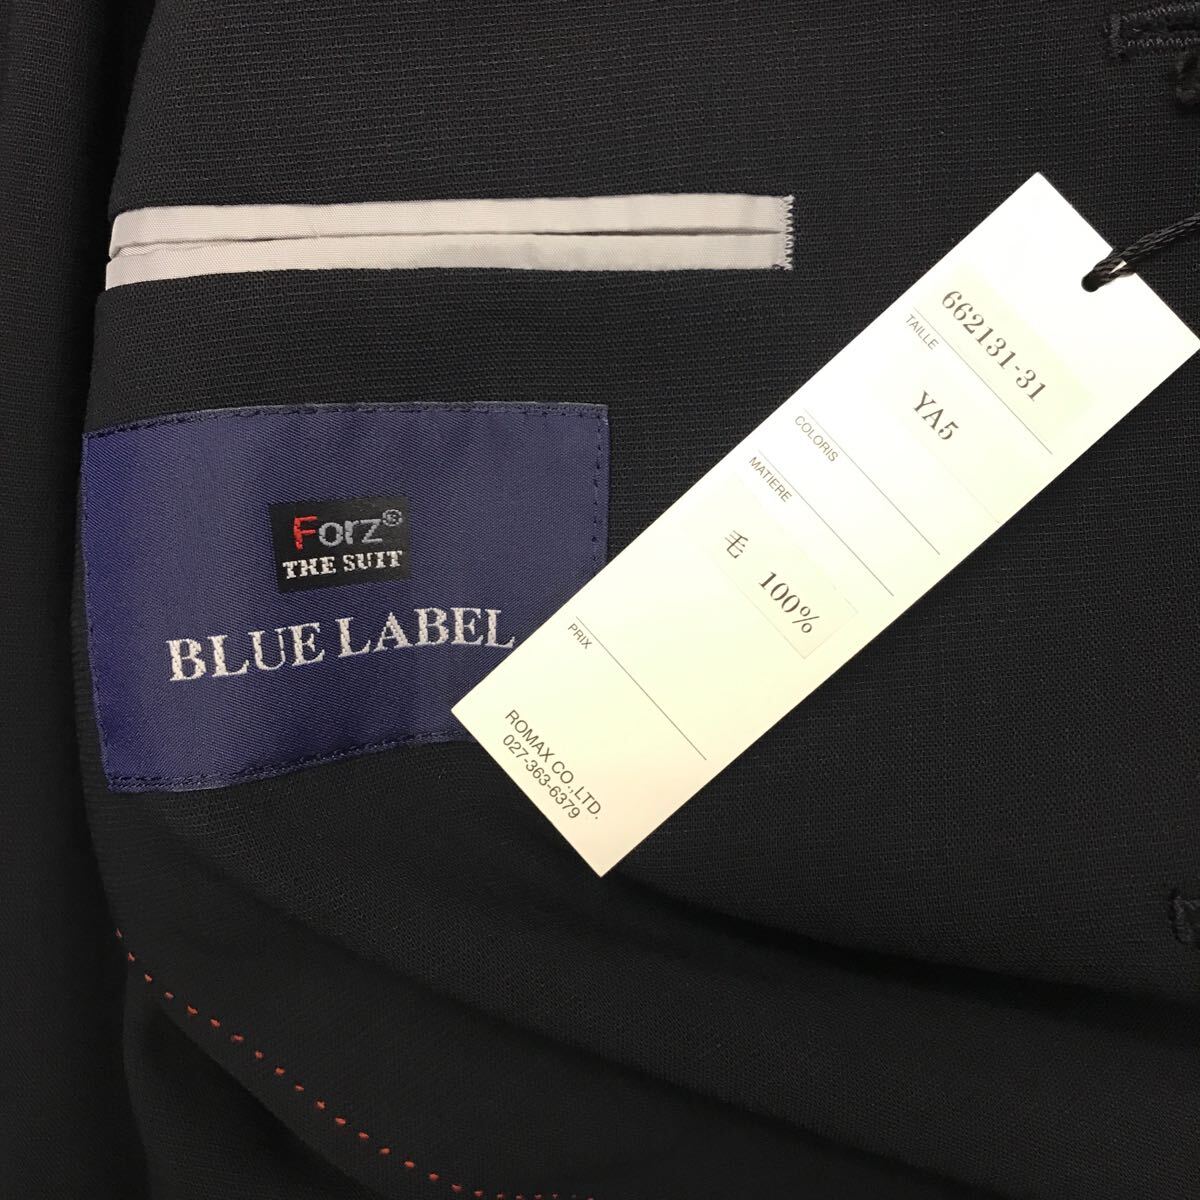 Forz®
THE SUIT
BLUE LABEL
662131-31
TAILLE
YA5
COLORIS
MATIERE
毛 100%
PRIX
ROMAX CO.,LTD.
027-363-6379